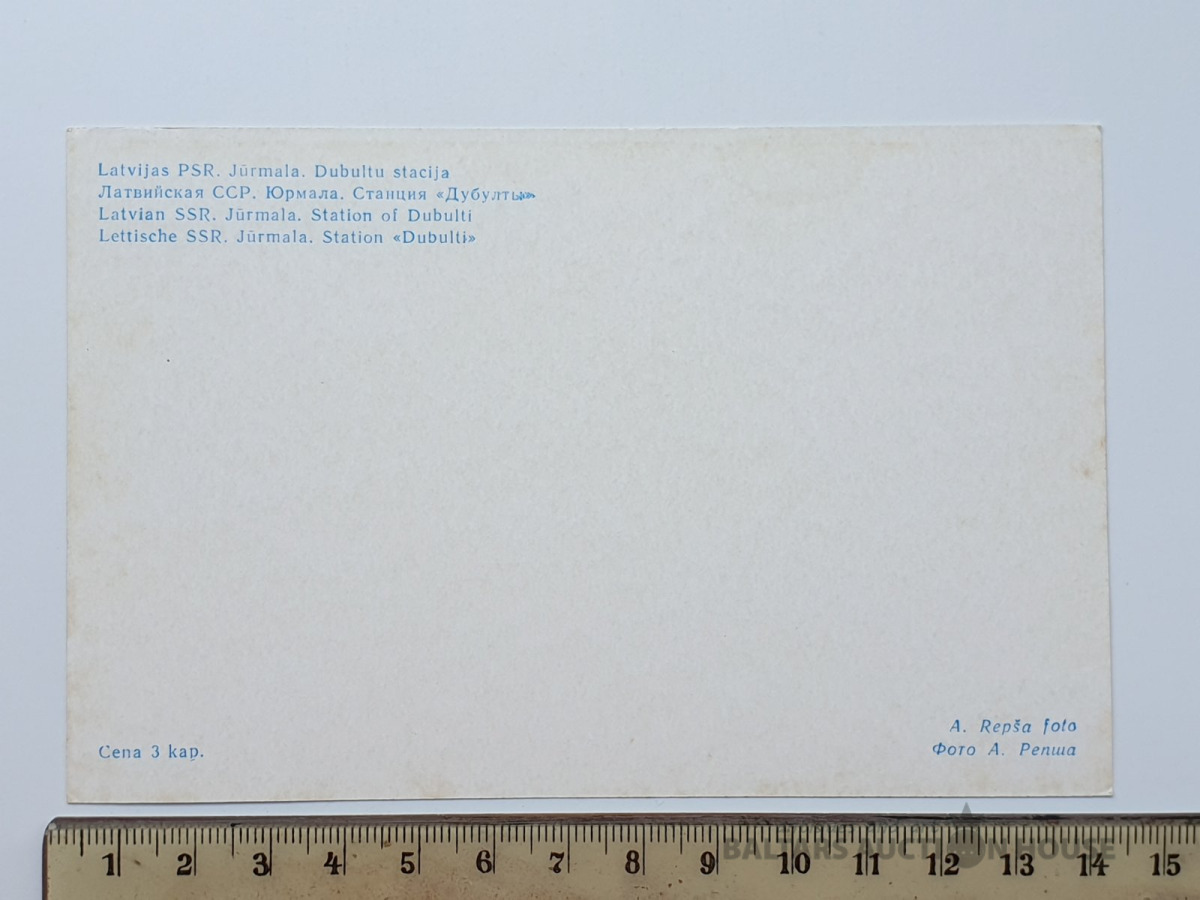 Latvijas PSR. Jūrmala. Dubultu stacija
Латвийская ССР. Юрмала. Станция «Дубулты»
Latvian SSR. Jūrmala. Station of Dubulti
Lettische SSR. Jūrmala. Station «Dubulti»
A. Repša foto
Фото А. Репша
Cena 3 kap.
1 2 3 4 5 6 7 8 9 10 11 12 13 14 15
BALTARS AUCTION HOUSE